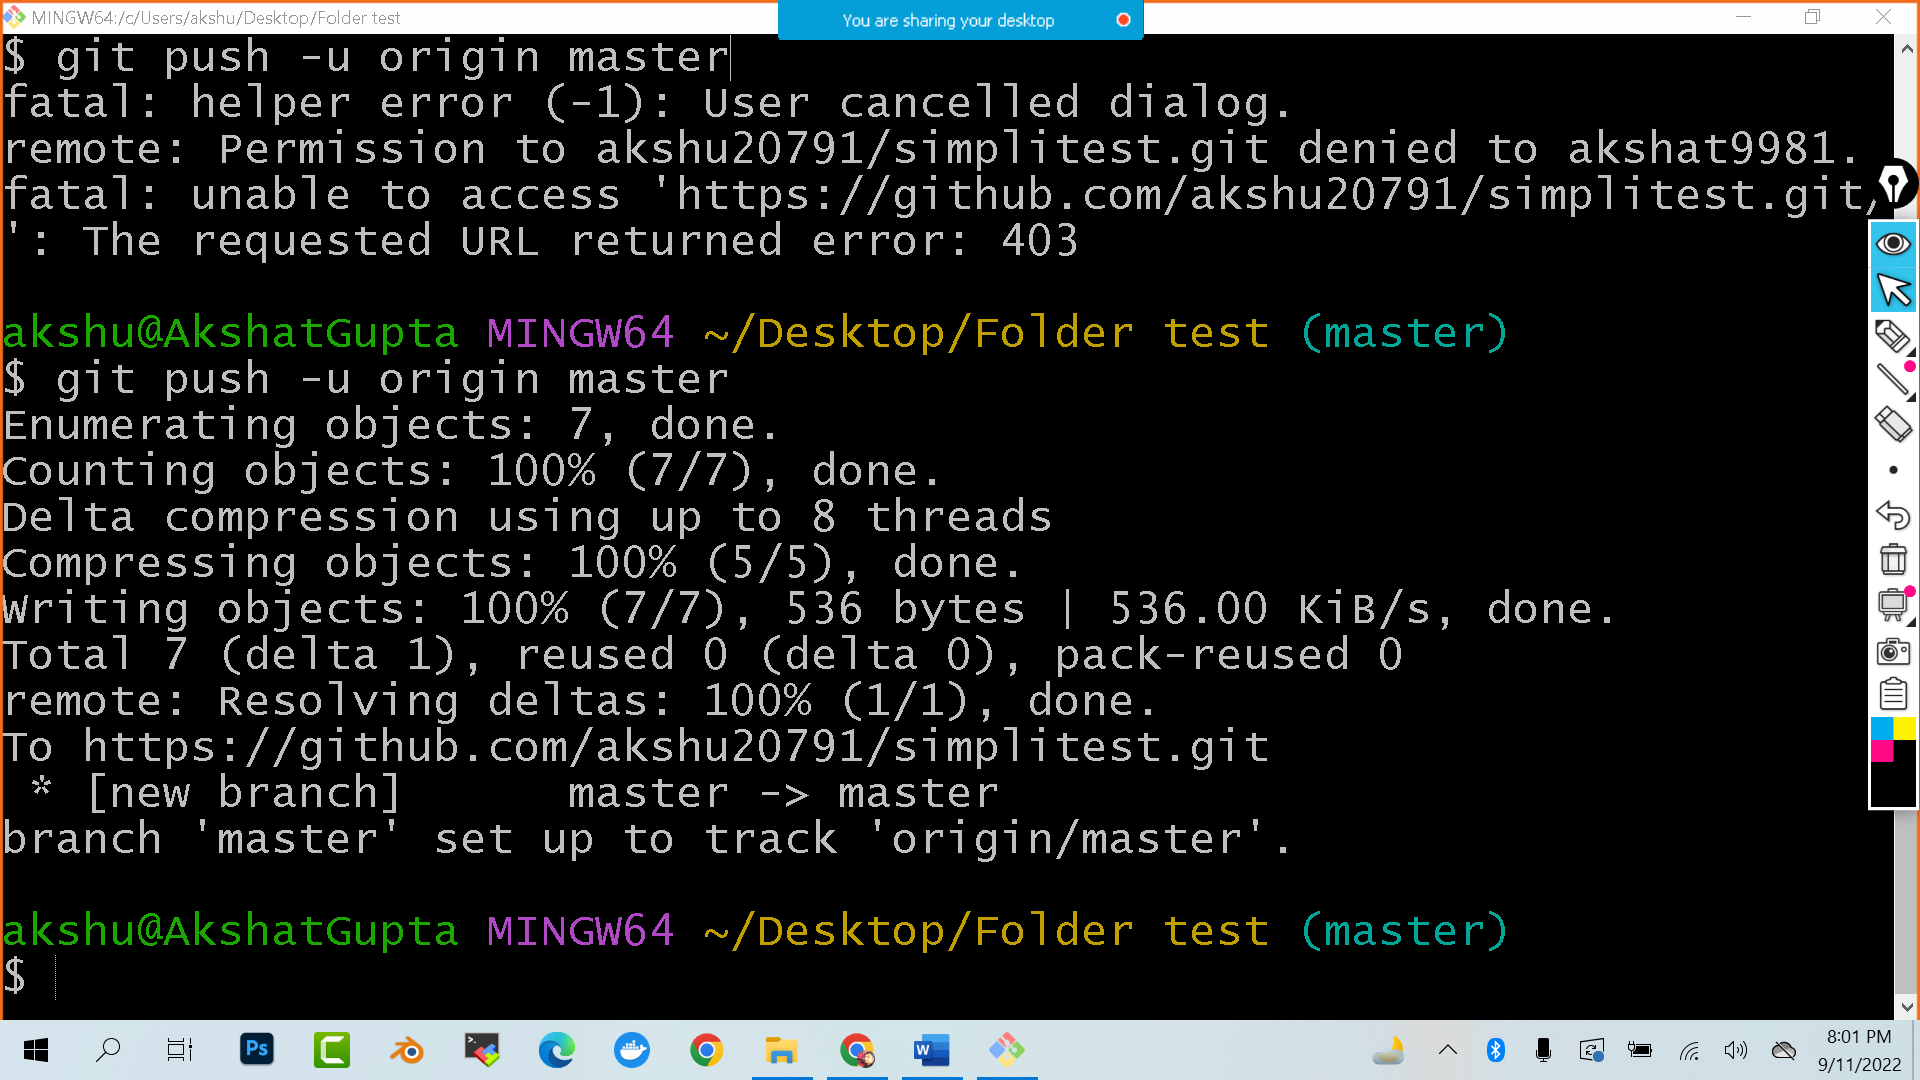 MINGW64:/c/Users/akshu/Desktop/Folder test
You are sharing your desktop
$ git push -u origin master
fatal: helper error (-1): User cancelled dialog.
remote: Permission to akshu20791/simplitest.git denied to akshat9981.
fatal: unable to access 'https://github.com/akshu20791/simplitest.git/
': The requested URL returned error: 403
akshu@AkshatGupta MINGW64 ~/Desktop/Folder test (master)
$ git push -u origin master
Enumerating objects: 7, done.
Counting objects: 100% (7/7), done.
Delta compression using up to 8 threads
Compressing objects: 100% (5/5), done.
Writing objects: 100% (7/7), 536 bytes | 536.00 KiB/s, done.
Total 7 (delta 1), reused 0 (delta 0), pack-reused 0
remote: Resolving deltas: 100% (1/1), done.
To https://github.com/akshu20791/simplitest.git
 * [new branch]      master -> master
branch 'master' set up to track 'origin/master'.
akshu@AkshatGupta MINGW64 ~/Desktop/Folder test (master)
$
Ps
W
8:01 PM
9/11/2022